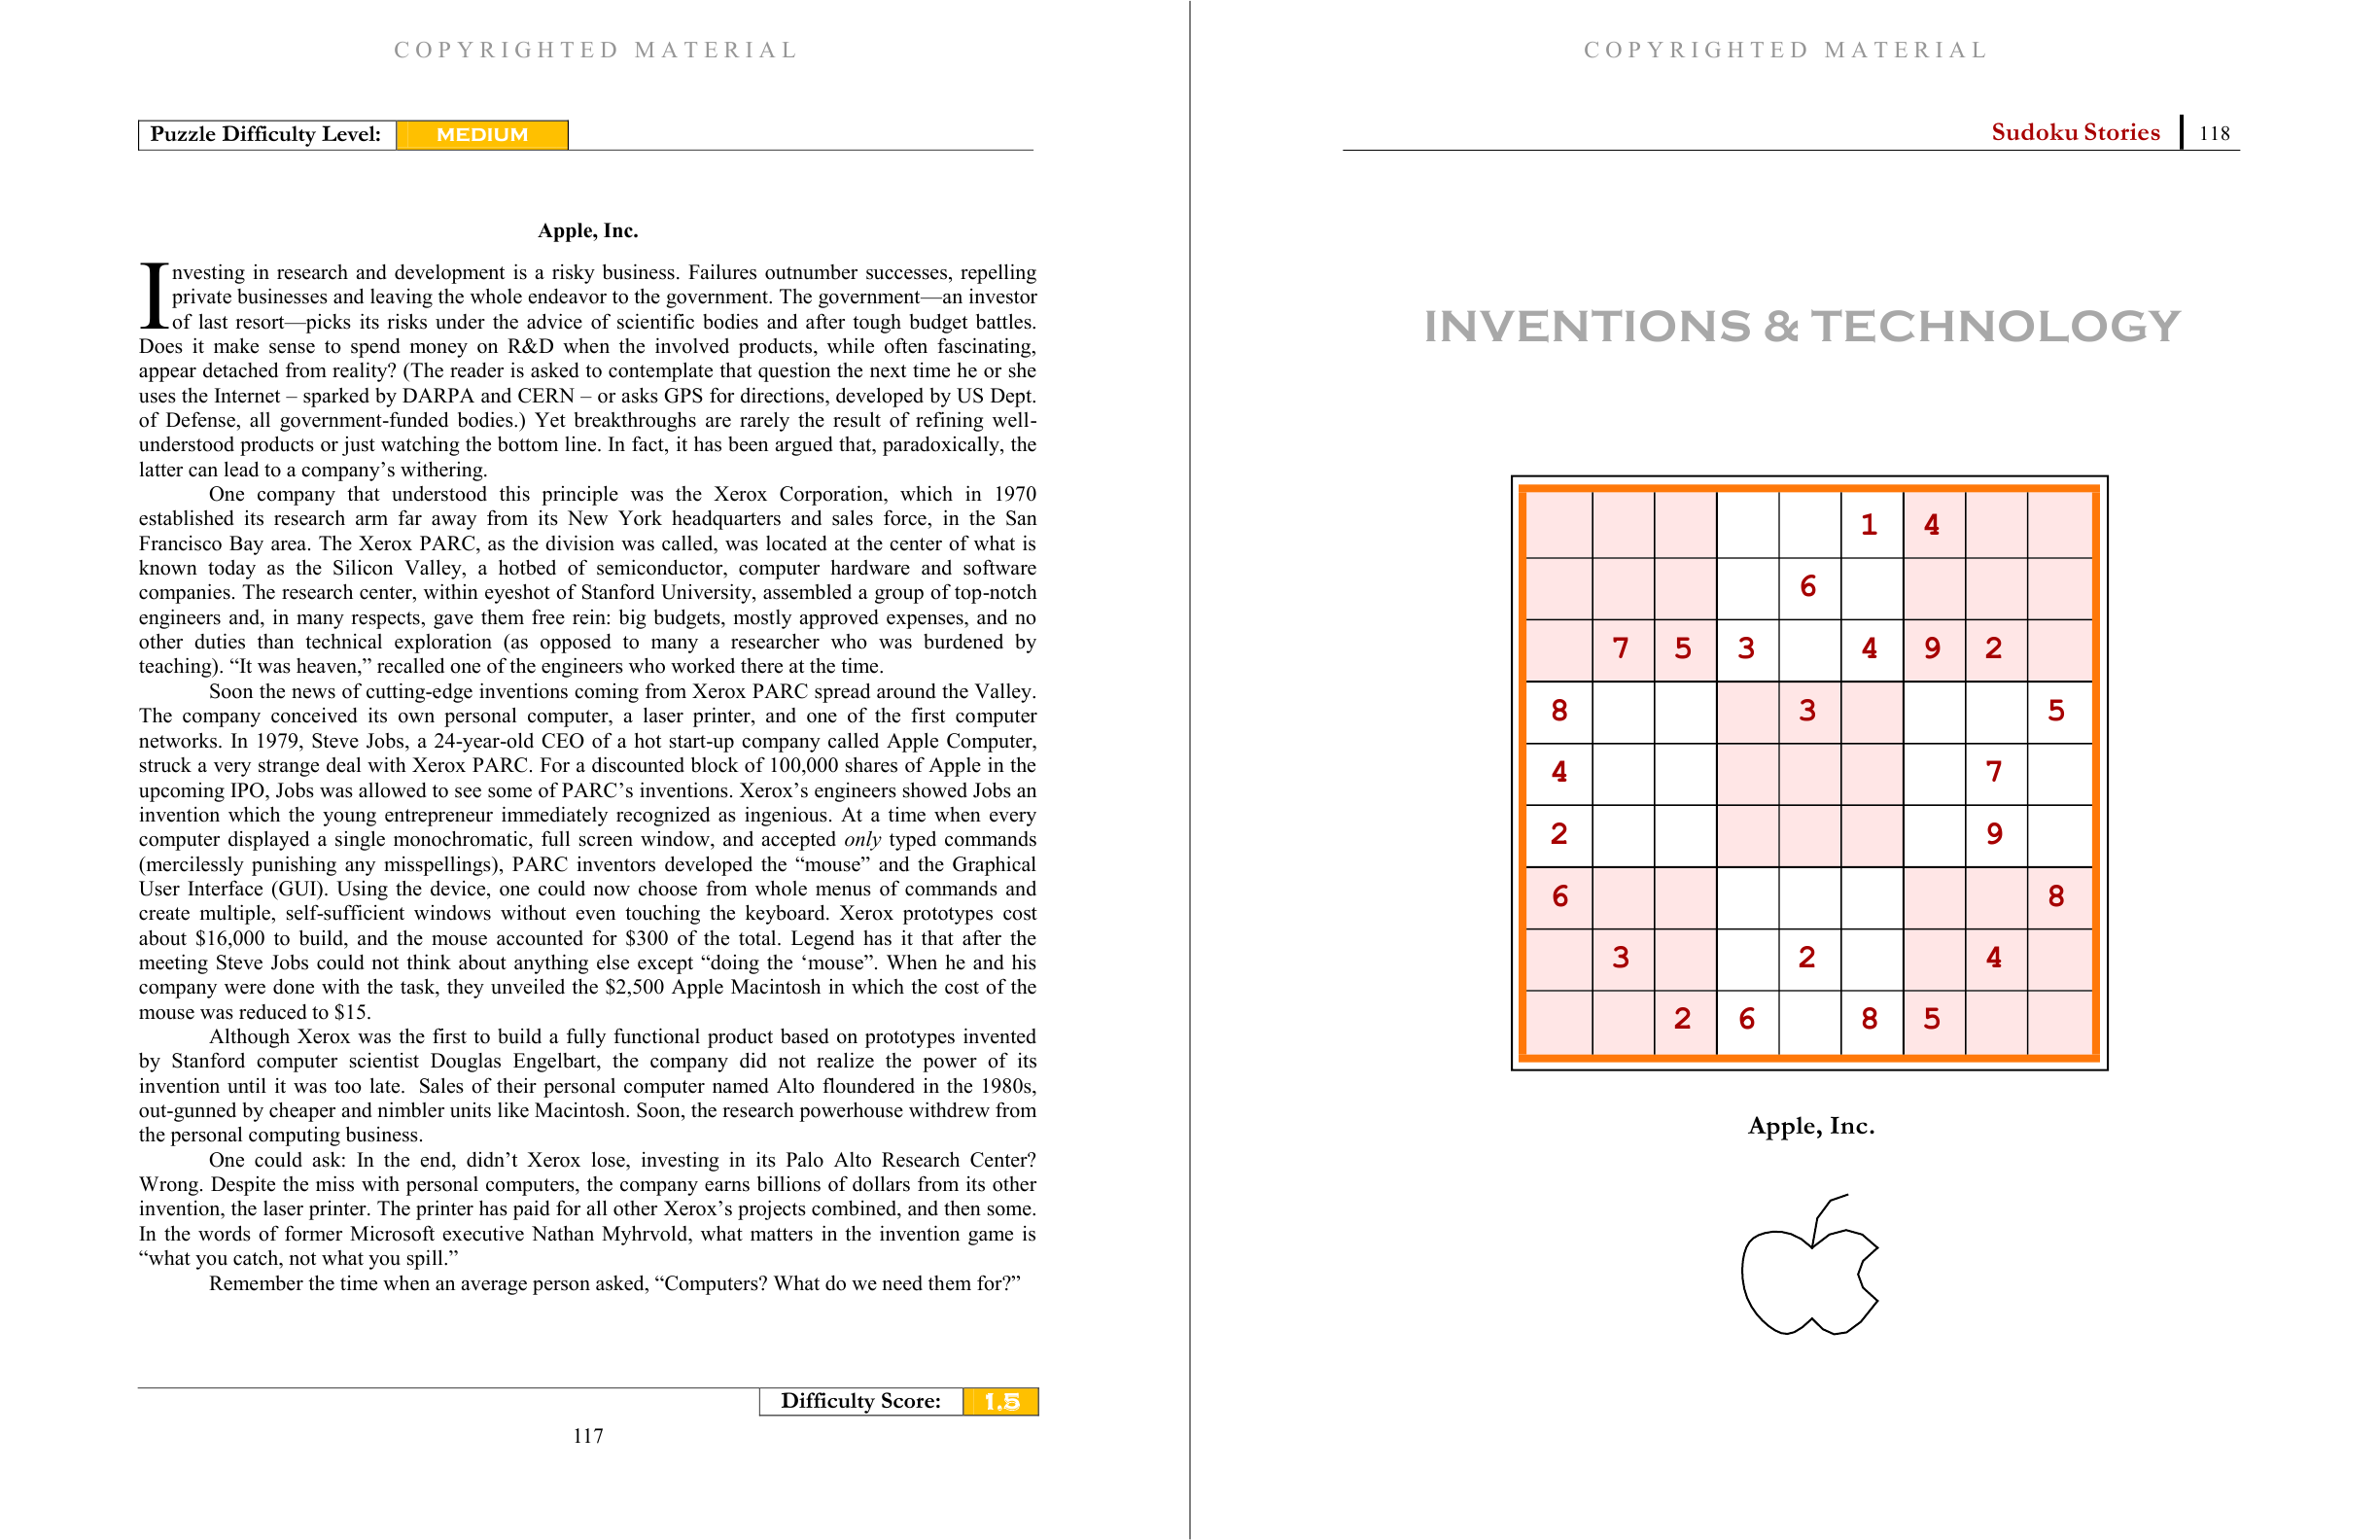 COPYRIGHTED MATERIAL
Puzzle Difficulty Level: MEDIUM
Apple, Inc.
Investing in research and development is a risky business. Failures outnumber successes, repelling
private businesses and leaving the whole endeavor to the government. The government—an investor
of last resort—picks its risks under the advice of scientific bodies and after tough budget battles.
Does it make sense to spend money on R&D when the involved products, while often fascinating,
appear detached from reality? (The reader is asked to contemplate that question the next time he or she
uses the Internet – sparked by DARPA and CERN – or asks GPS for directions, developed by US Dept.
of Defense, all government-funded bodies.) Yet breakthroughs are rarely the result of refining well-
understood products or just watching the bottom line. In fact, it has been argued that, paradoxically, the
latter can lead to a company’s withering.
One company that understood this principle was the Xerox Corporation, which in 1970
established its research arm far away from its New York headquarters and sales force, in the San
Francisco Bay area. The Xerox PARC, as the division was called, was located at the center of what is
known today as the Silicon Valley, a hotbed of semiconductor, computer hardware and software
companies. The research center, within eyeshot of Stanford University, assembled a group of top-notch
engineers and, in many respects, gave them free rein: big budgets, mostly approved expenses, and no
other duties than technical exploration (as opposed to many a researcher who was burdened by
teaching). “It was heaven,” recalled one of the engineers who worked there at the time.
Soon the news of cutting-edge inventions coming from Xerox PARC spread around the Valley.
The company conceived its own personal computer, a laser printer, and one of the first computer
networks. In 1979, Steve Jobs, a 24-year-old CEO of a hot start-up company called Apple Computer,
struck a very strange deal with Xerox PARC. For a discounted block of 100,000 shares of Apple in the
upcoming IPO, Jobs was allowed to see some of PARC’s inventions. Xerox’s engineers showed Jobs an
invention which the young entrepreneur immediately recognized as ingenious. At a time when every
computer displayed a single monochromatic, full screen window, and accepted only typed commands
(mercilessly punishing any misspellings), PARC inventors developed the “mouse” and the Graphical
User Interface (GUI). Using the device, one could now choose from whole menus of commands and
create multiple, self-sufficient windows without even touching the keyboard. Xerox prototypes cost
about $16,000 to build, and the mouse accounted for $300 of the total. Legend has it that after the
meeting Steve Jobs could not think about anything else except “doing the ‘mouse”. When he and his
company were done with the task, they unveiled the $2,500 Apple Macintosh in which the cost of the
mouse was reduced to $15.
Although Xerox was the first to build a fully functional product based on prototypes invented
by Stanford computer scientist Douglas Engelbart, the company did not realize the power of its
invention until it was too late. Sales of their personal computer named Alto floundered in the 1980s,
out-gunned by cheaper and nimbler units like Macintosh. Soon, the research powerhouse withdrew from
the personal computing business.
One could ask: In the end, didn’t Xerox lose, investing in its Palo Alto Research Center?
Wrong. Despite the miss with personal computers, the company earns billions of dollars from its other
invention, the laser printer. The printer has paid for all other Xerox’s projects combined, and then some.
In the words of former Microsoft executive Nathan Myhrvold, what matters in the invention game is
“what you catch, not what you spill.”
Remember the time when an average person asked, “Computers? What do we need them for?”
Difficulty Score: 1.5
117
COPYRIGHTED MATERIAL
Sudoku Stories 118
INVENTIONS & TECHNOLOGY
1 4
6
7 5 3 4 9 2
8 3 5
4 7
2 9
6 8
3 2 4
2 6 8 5
Apple, Inc.